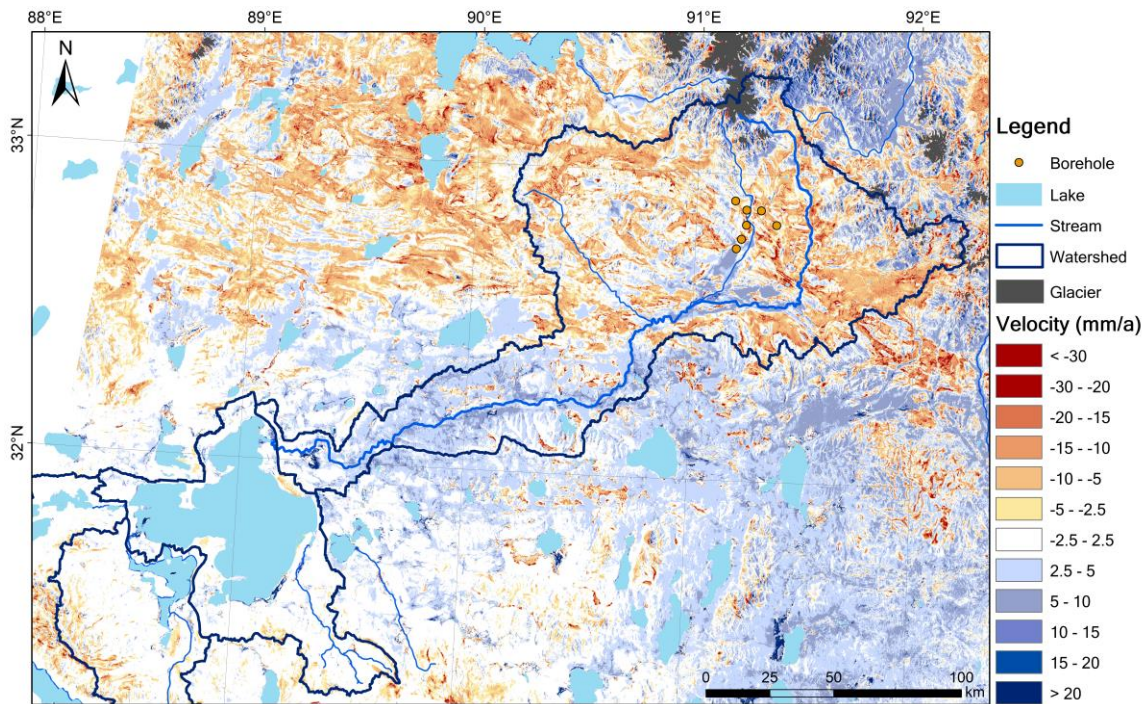 88°E 89°E 90°E 91°E 92°E
N
33°N
32°N
Legend
Borehole
Lake
Stream
Watershed
Glacier
Velocity (mm/a)
< -30
-30 - -20
-20 - -15
-15 - -10
-10 - -5
-5 - -2.5
-2.5 - 2.5
2.5 - 5
5 - 10
10 - 15
15 - 20
> 20
0 25 50 100
km